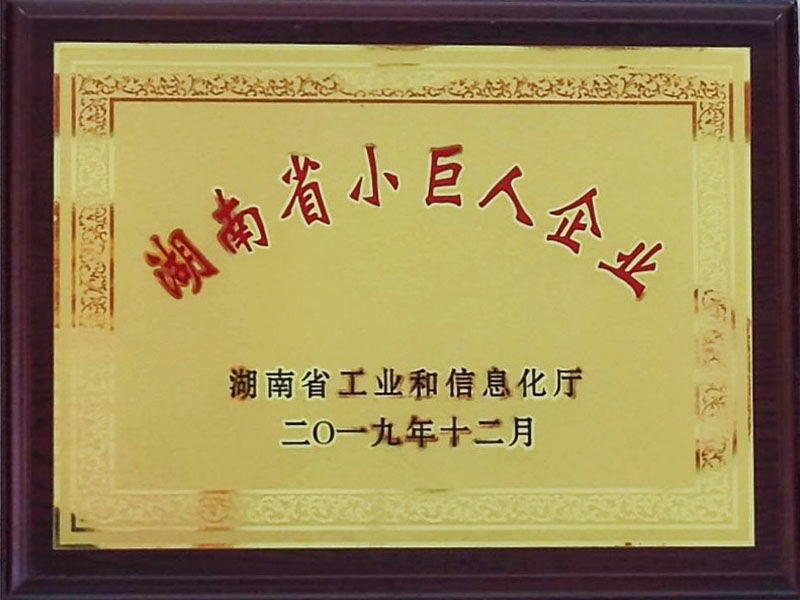 湖南省小巨人企业
湖南省工业和信息化厅
二〇一九年十二月